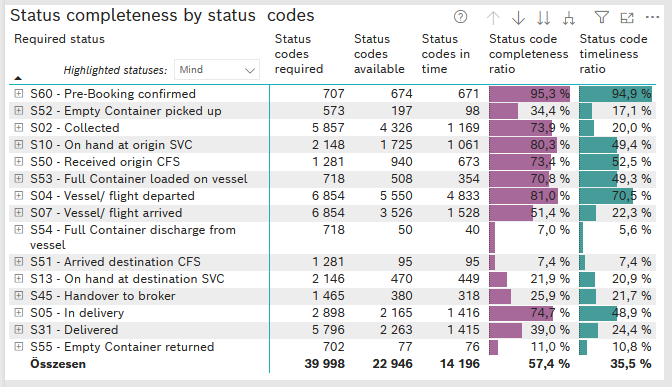 Status completeness by status codes
Required status
Status codes required
Status codes available
Status codes in time
Status code completeness ratio
Status code timeliness ratio
Highlighted statuses: Mind
S60 - Pre-Booking confirmed 707 674 671 95,3 % 94,9 %
S52 - Empty Container picked up 573 197 98 34,4 % 17,1 %
S02 - Collected 5 857 4 326 1 169 73,9 % 20,0 %
S10 - On hand at origin SVC 2 148 1 725 1 061 80,3 % 49,4 %
S50 - Received origin CFS 1 281 940 673 73,4 % 52,5 %
S53 - Full Container loaded on vessel 718 508 354 70,8 % 49,3 %
S04 - Vessel/ flight departed 6 854 5 550 4 833 81,0 % 70,5 %
S07 - Vessel/ flight arrived 6 854 3 526 1 528 51,4 % 22,3 %
S54 - Full Container discharge from 718 50 40 7,0 % 5,6 %
vessel
S51 - Arrived destination CFS 1 281 95 95 7,4 % 7,4 %
S13 - On hand at destination SVC 2 146 470 449 21,9 % 20,9 %
S45 - Handover to broker 1 465 380 318 25,9 % 21,7 %
S05 - In delivery 2 898 2 165 1 416 74,7 % 48,9 %
S31 - Delivered 5 796 2 263 1 415 39,0 % 24,4 %
S55 - Empty Container returned 702 77 76 11,0 % 10,8 %
Összesen 39 998 22 946 14 196 57,4 % 35,5 %